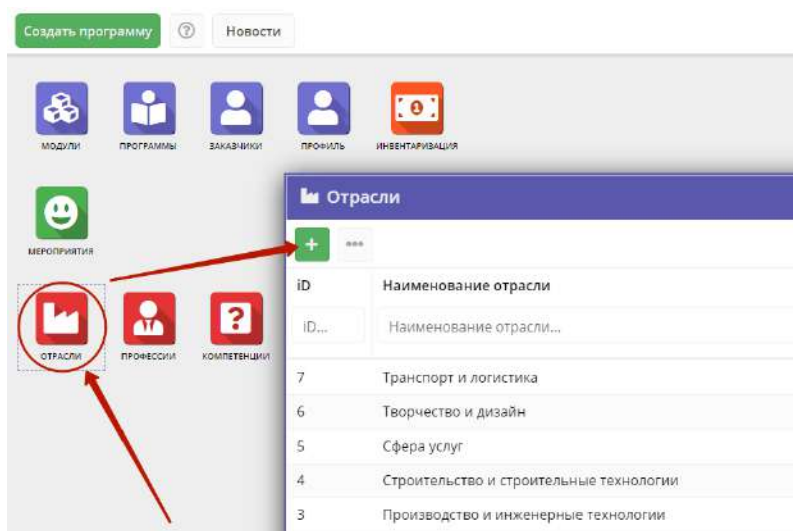 Создать программу ? Новости
МОДУЛИ ПРОГРАММЫ ЗАКАЗЧИКИ ПРОФИЛЬ ИНВЕНТАРИЗАЦИЯ
Отрасли
МЕРОПРИЯТИЯ
iD Наименование отрасли
iD... Наименование отрасли...
ОТРАСЛИ ПРОФЕССИИ КОМПЕТЕНЦИИ
7 Транспорт и логистика
6 Творчество и дизайн
5 Сфера услуг
4 Строительство и строительные технологии
3 Производство и инженерные технологии